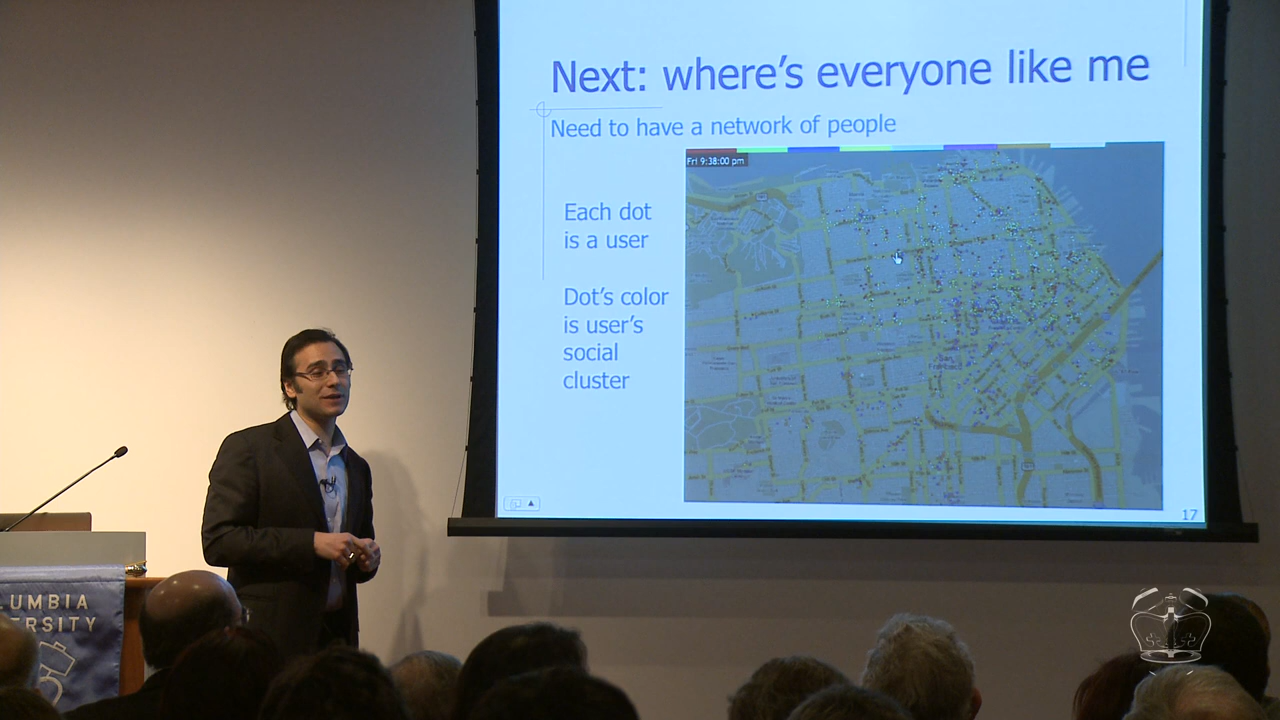 Next: where's everyone like me
Need to have a network of people
Fri 9:38:00 pm
Each dot
is a user
Dot's color
is user's
social
cluster
17
UMBIA
ERSITY